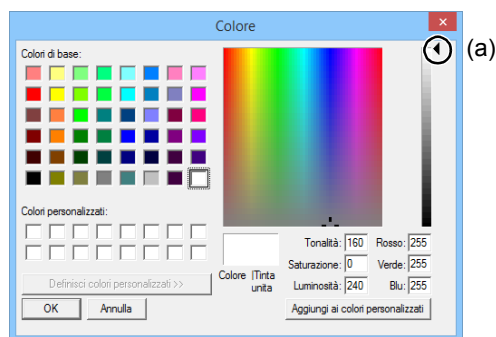 Colore
(a)
Colori di base:
Colori personalizzati:
Definisci colori personalizzati >>
OK Annulla
Colore |Tinta
unita
Tonalità: 160 Rosso: 255
Saturazione: 0 Verde: 255
Luminosità: 240 Blu: 255
Aggiungi ai colori personalizzati